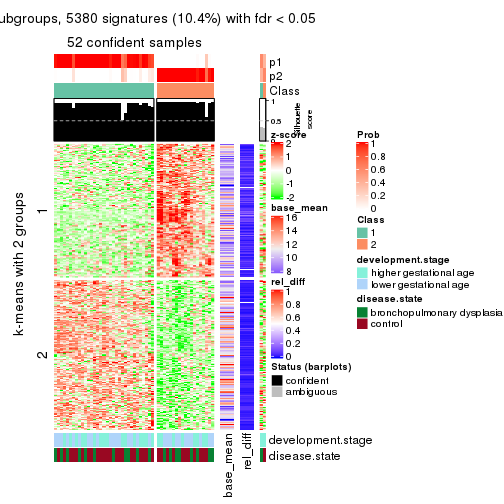 ubgroups, 5380 signatures (10.4%) with fdr < 0.05
52 confident samples
p1
p2
Class
1
0.5
0
Silhouette
score
z-score
2
1
0
-1
-2
base_mean
16
14
12
10
8
rel_diff
1
0.8
0.6
0.4
0.2
0
Status (barplots)
confident
ambiguous
Prob
1
0.8
0.6
0.4
0.2
0
Class
1
2
development.stage
higher gestational age
lower gestational age
disease.state
bronchopulmonary dysplasia
control
k-means with 2 groups
1
2
base_mean
rel_diff
development.stage
disease.state